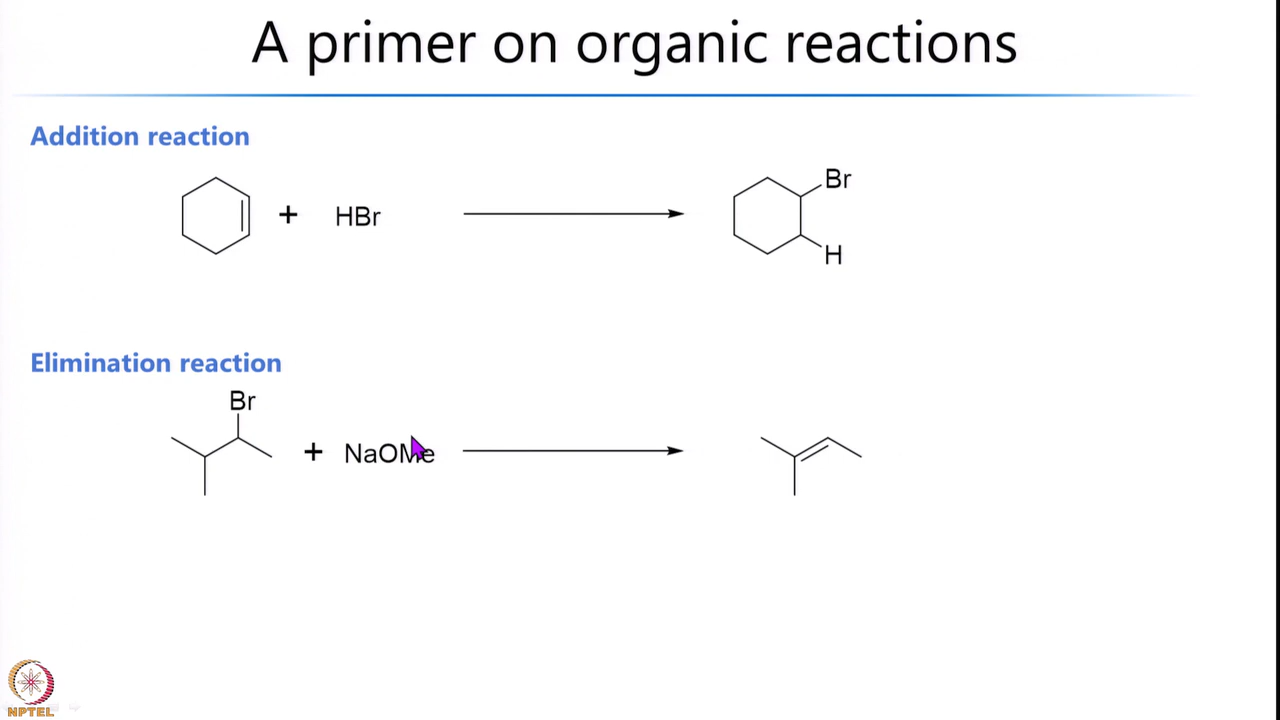 A primer on organic reactions
Addition reaction
+ HBr
Br
H
Elimination reaction
Br
+ NaOMe
NPTEL